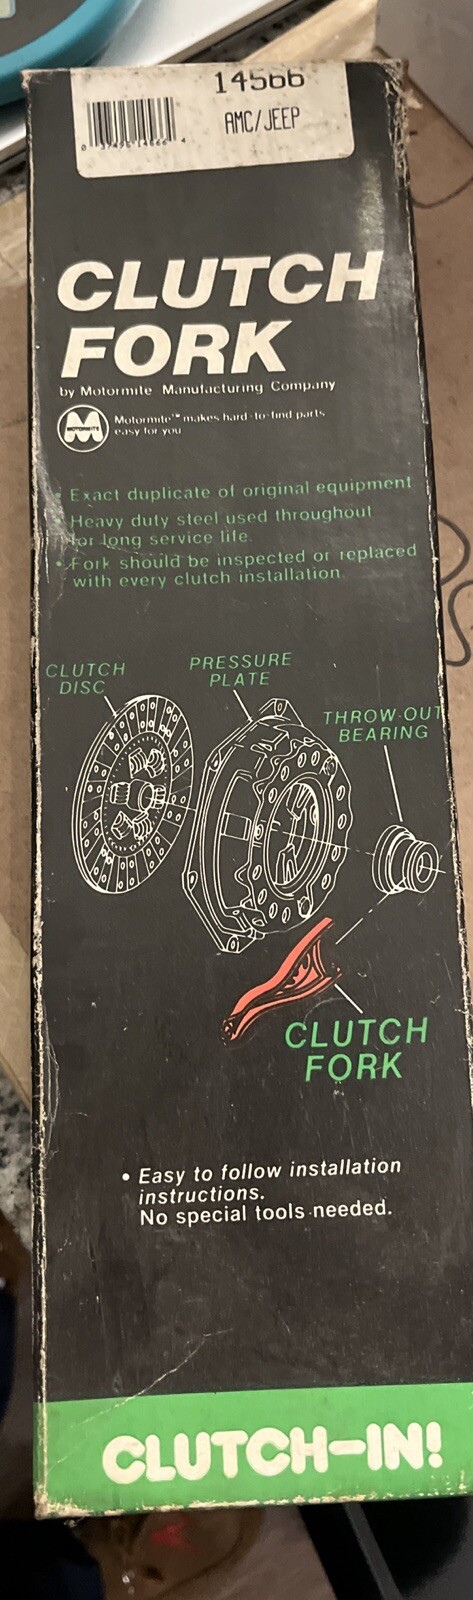 14566
AMC/JEEP
CLUTCH
FORK
by Motormite Manufacturing Company
MOTORMITE
Motormite™ makes hard-to-find parts
easy for you
• Exact duplicate of original equipment
• Heavy duty steel used throughout
for long service life.
• Fork should be inspected or replaced
with every clutch installation.
CLUTCH
DISC
PRESSURE
PLATE
THROW-OUT
BEARING
CLUTCH
FORK
• Easy to follow installation
instructions.
No special tools needed.
CLUTCH-IN!